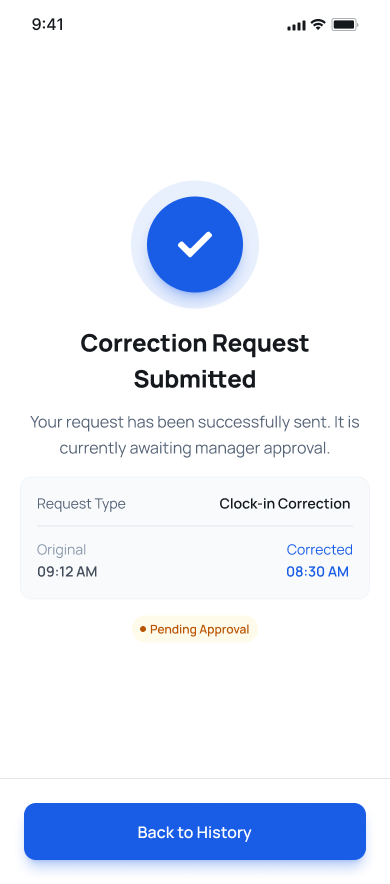 9:41
Correction Request
Submitted
Your request has been successfully sent. It is
currently awaiting manager approval.
Request Type Clock-in Correction
Original Corrected
09:12 AM 08:30 AM
Pending Approval
Back to History